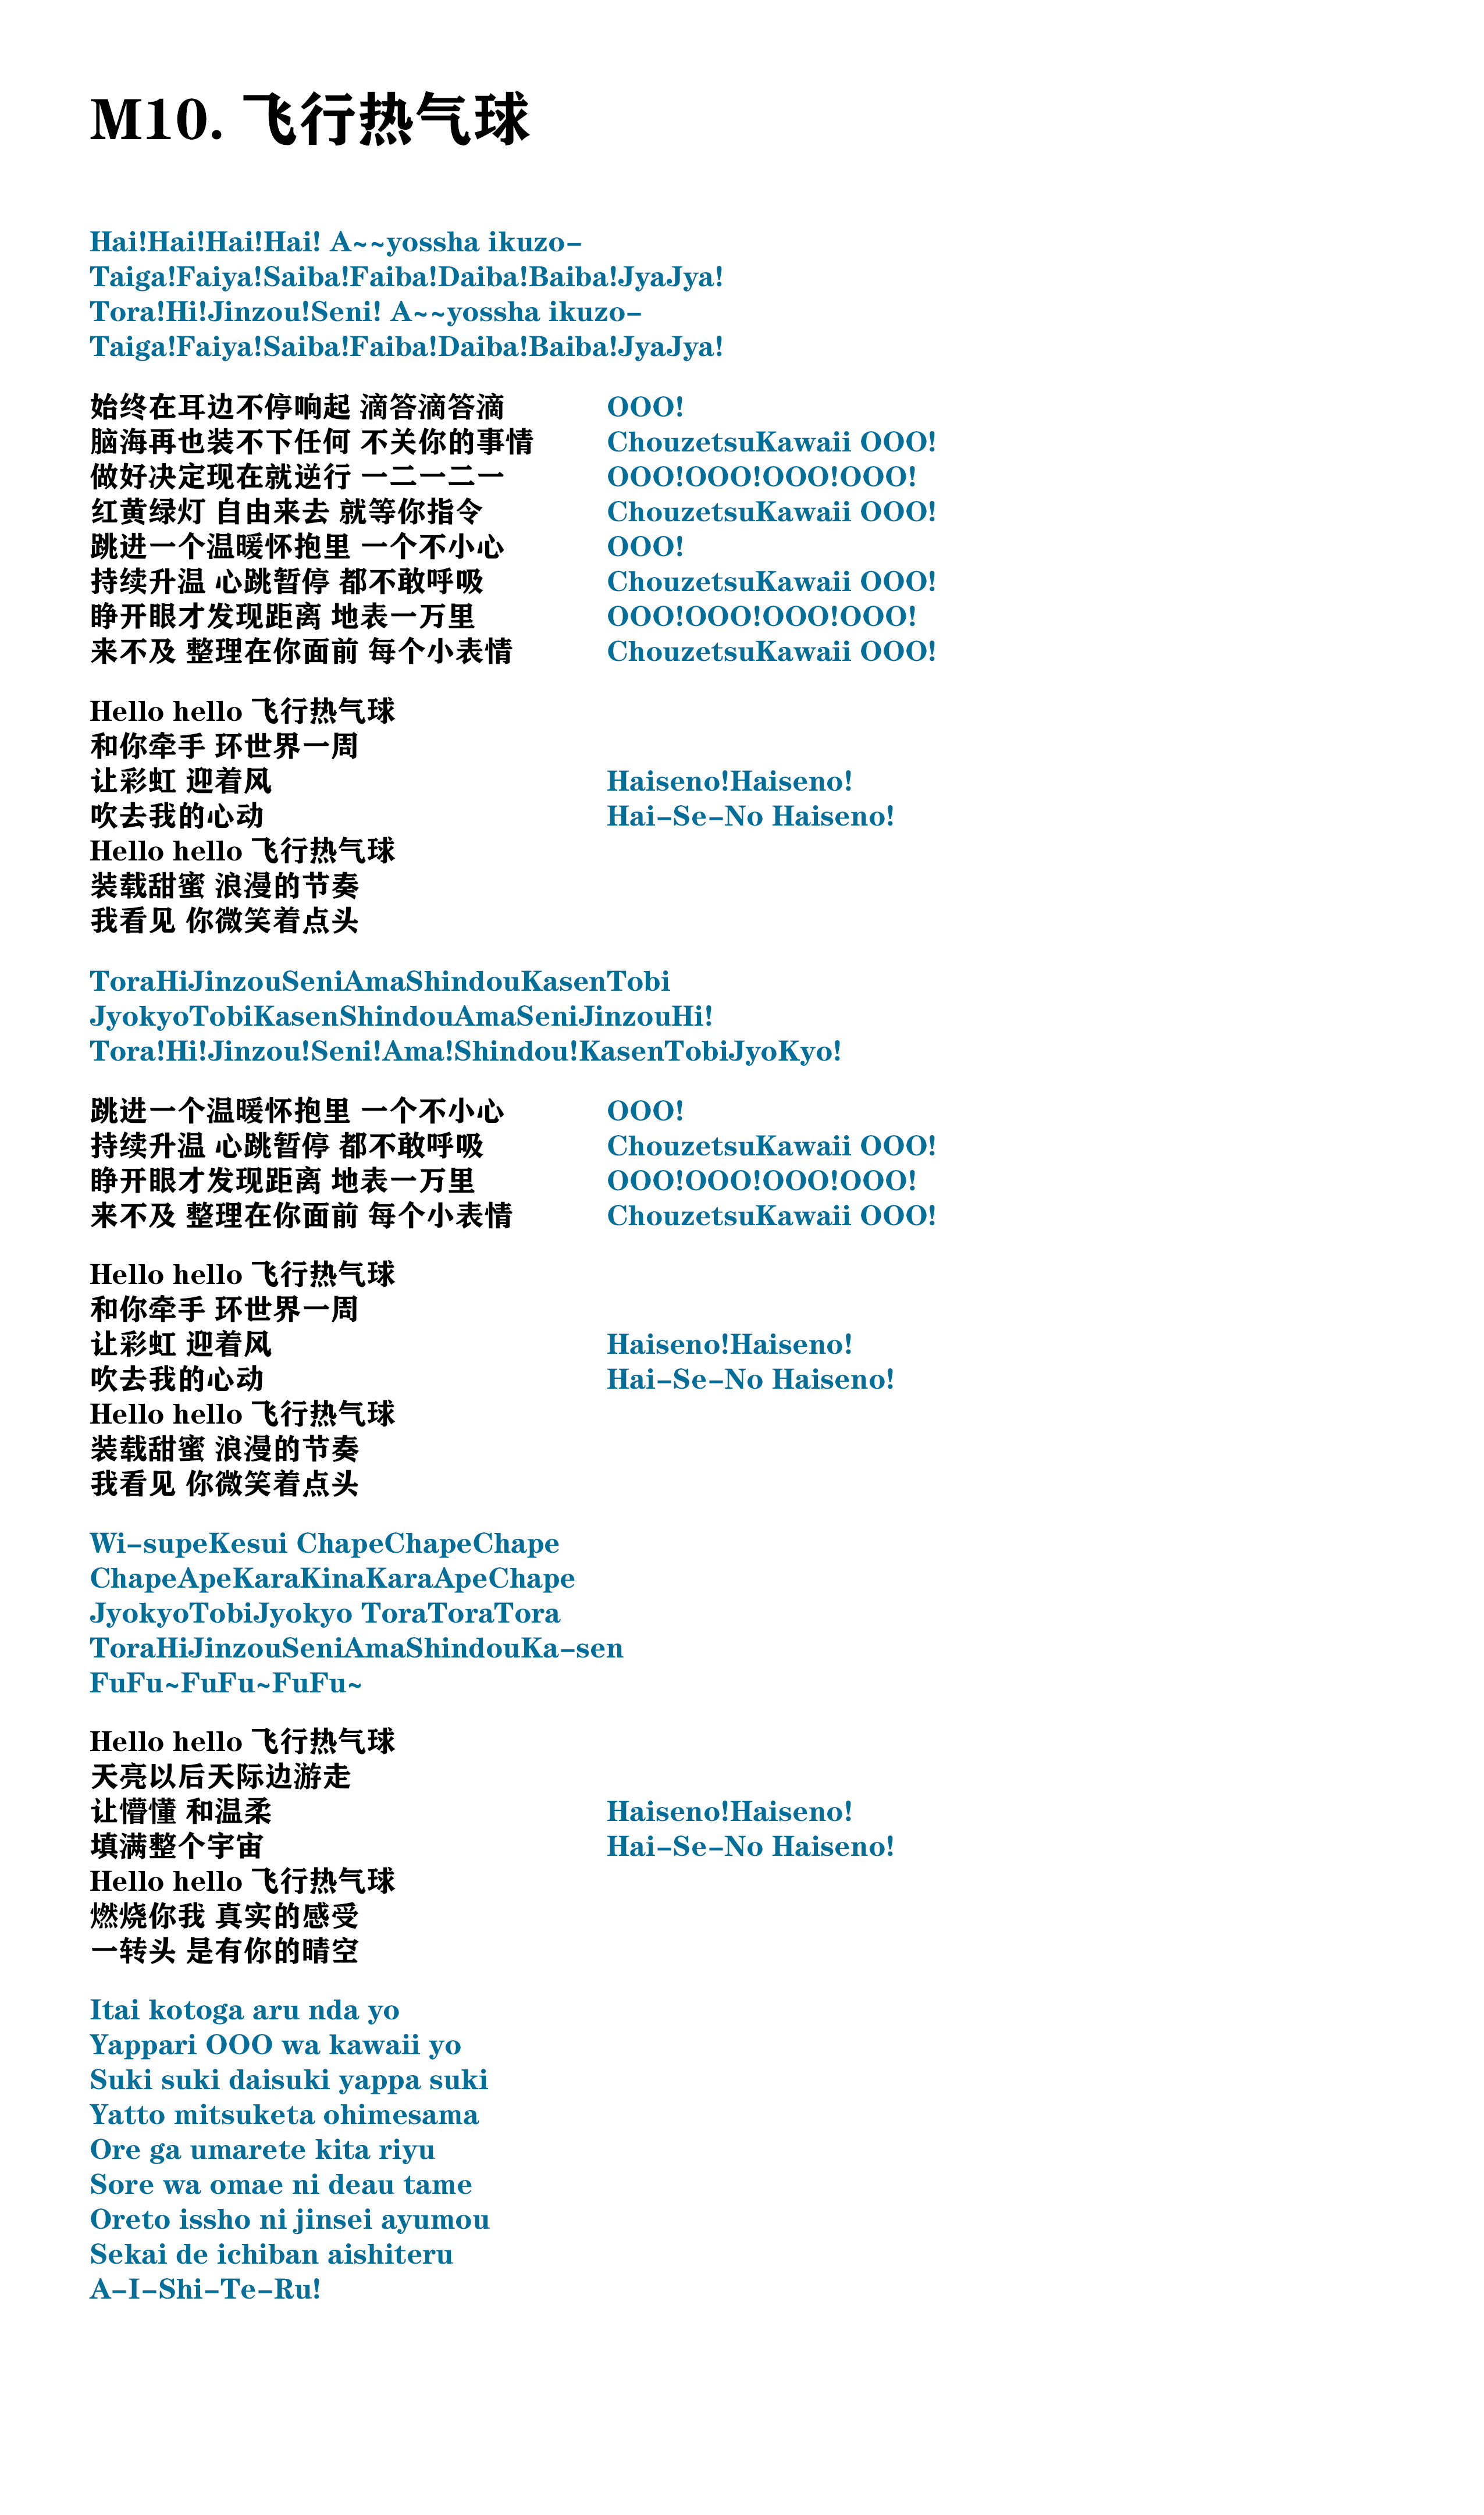 M10. 飞行热气球
Hai!Hai!Hai!Hai! A~~yossha ikuzo-
Taiga!Faiya!Saiba!Faiba!Daiba!Baiba!JyaJya!
Tora!Hi!Jinzou!Seni! A~~yossha ikuzo-
Taiga!Faiya!Saiba!Faiba!Daiba!Baiba!JyaJya!
始终在耳边不停响起 滴答滴答滴 OOO!
脑海再也装不下任何 不关你的事情 ChouzetsuKawaii OOO!
做好决定现在就逆行 一二一二一 OOO!OOO!OOO!OOO!
红黄绿灯 自由来去 就等你指令 ChouzetsuKawaii OOO!
跳进一个温暖怀抱里 一个不小心 OOO!
持续升温 心跳暂停 都不敢呼吸 ChouzetsuKawaii OOO!
睁开眼才发现距离 地表一万里 OOO!OOO!OOO!OOO!
来不及 整理在你面前 每个小表情 ChouzetsuKawaii OOO!
Hello hello 飞行热气球
和你牵手 环世界一周
让彩虹 迎着风 Haiseno!Haiseno!
吹去我的心动 Hai-Se-No Haiseno!
Hello hello 飞行热气球
装载甜蜜 浪漫的节奏
我看见 你微笑着点头
ToraHiJinzouSeniAmaShindouKasenTobi
JyokyoTobiKasenShindouAmaSeniJinzouHi!
Tora!Hi!Jinzou!Seni!Ama!Shindou!KasenTobiJyoKyo!
跳进一个温暖怀抱里 一个不小心 OOO!
持续升温 心跳暂停 都不敢呼吸 ChouzetsuKawaii OOO!
睁开眼才发现距离 地表一万里 OOO!OOO!OOO!OOO!
来不及 整理在你面前 每个小表情 ChouzetsuKawaii OOO!
Hello hello 飞行热气球
和你牵手 环世界一周
让彩虹 迎着风 Haiseno!Haiseno!
吹去我的心动 Hai-Se-No Haiseno!
Hello hello 飞行热气球
装载甜蜜 浪漫的节奏
我看见 你微笑着点头
Wi-supeKesui ChapeChapeChape
ChapeApeKaraKinaKaraApeChape
JyokyoTobiJyokyo ToraToraTora
ToraHiJinzouSeniAmaShindouKa-sen
FuFu~FuFu~FuFu~
Hello hello 飞行热气球
天亮以后天际边游走
让懵懂 和温柔 Haiseno!Haiseno!
填满整个宇宙 Hai-Se-No Haiseno!
Hello hello 飞行热气球
燃烧你我 真实的感受
一转头 是有你的晴空
Itai kotoga aru nda yo
Yappari OOO wa kawaii yo
Suki suki daisuki yappa suki
Yatto mitsuketa ohimesama
Ore ga umarete kita riyu
Sore wa omae ni deau tame
Oreto issho ni jinsei ayumou
Sekai de ichiban aishiteru
A-I-Shi-Te-Ru!